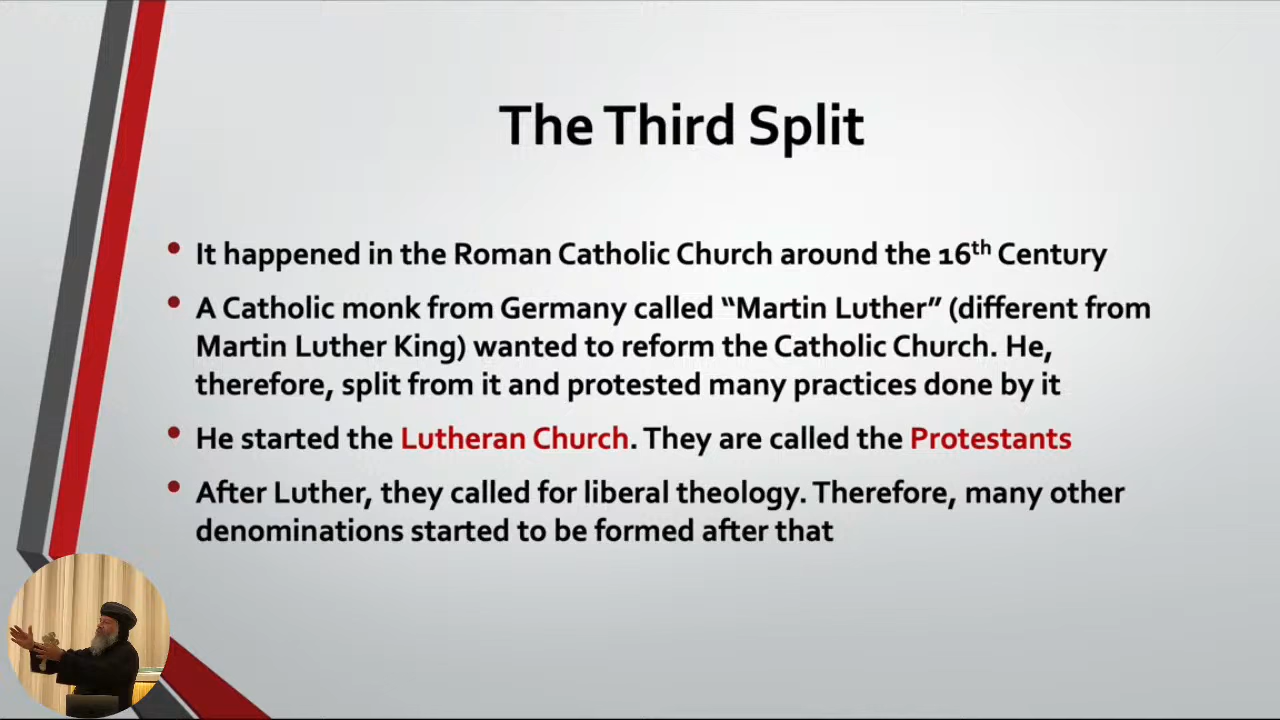 The Third Split
• It happened in the Roman Catholic Church around the 16th Century
• A Catholic monk from Germany called “Martin Luther” (different from
Martin Luther King) wanted to reform the Catholic Church. He,
therefore, split from it and protested many practices done by it
• He started the Lutheran Church. They are called the Protestants
• After Luther, they called for liberal theology. Therefore, many other
denominations started to be formed after that